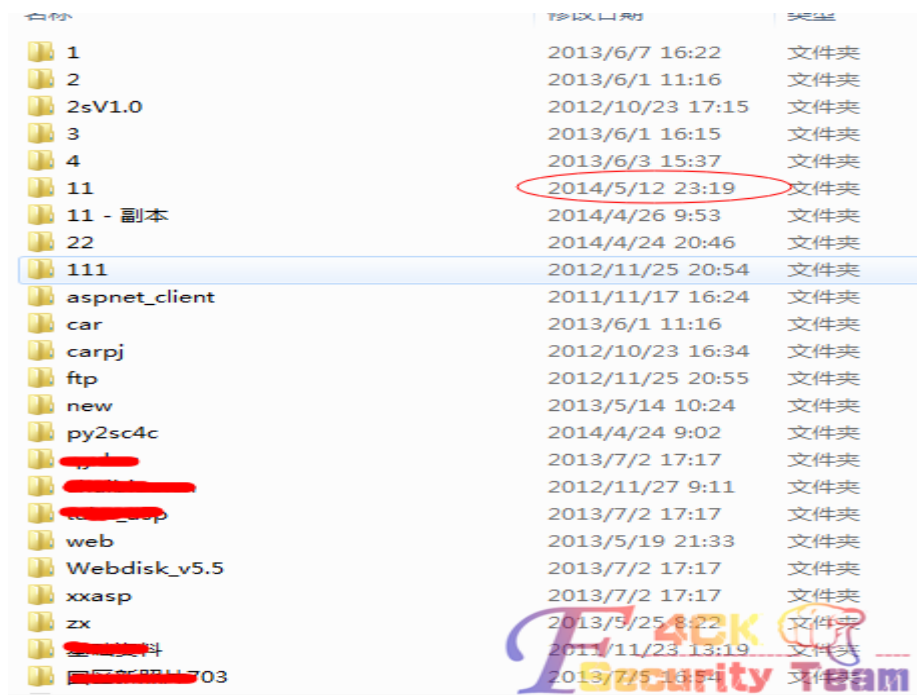 名称 修改日期 类型
1 2013/6/7 16:22 文件夹
2 2013/6/1 11:16 文件夹
2sV1.0 2012/10/23 17:15 文件夹
3 2013/6/1 16:15 文件夹
4 2013/6/3 15:37 文件夹
11 2014/5/12 23:19 文件夹
11 - 副本 2014/4/26 9:53 文件夹
22 2014/4/24 20:46 文件夹
111 2012/11/25 20:54 文件夹
aspnet_client 2011/11/17 16:24 文件夹
car 2013/6/1 11:16 文件夹
carpj 2012/10/23 16:34 文件夹
ftp 2012/11/25 20:55 文件夹
new 2013/5/14 10:24 文件夹
py2sc4c 2014/4/24 9:02 文件夹
2013/7/2 17:17 文件夹
2012/11/27 9:11 文件夹
2013/7/2 17:17 文件夹
web 2013/5/19 21:33 文件夹
Webdisk_v5.5 2013/7/2 17:17 文件夹
xxasp 2013/7/2 17:17 文件夹
zx 2013/5/25 8:22 文件夹
料 2011/11/23 13:19 文件夹
703 2013/7/5 16:54 文件夹
F4CK
Security Team